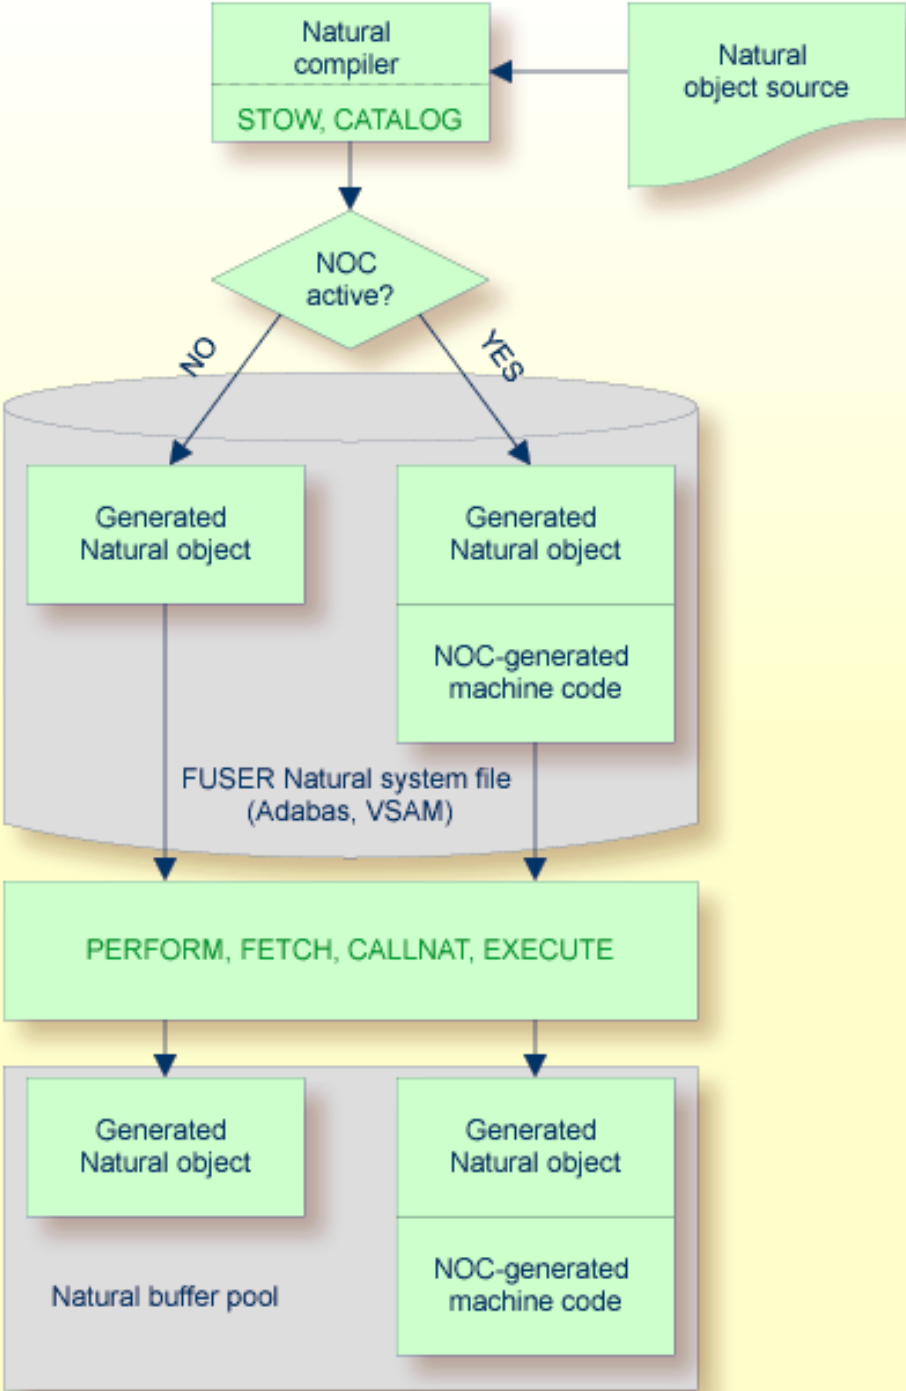 Natural
compiler
STOW, CATALOG
Natural
object source
NOC
active?
NO
YES
Generated
Natural object
Generated
Natural object
NOC-generated
machine code
FUSER Natural system file
(Adabas, VSAM)
PERFORM, FETCH, CALLNAT, EXECUTE
Generated
Natural object
Generated
Natural object
NOC-generated
machine code
Natural buffer pool